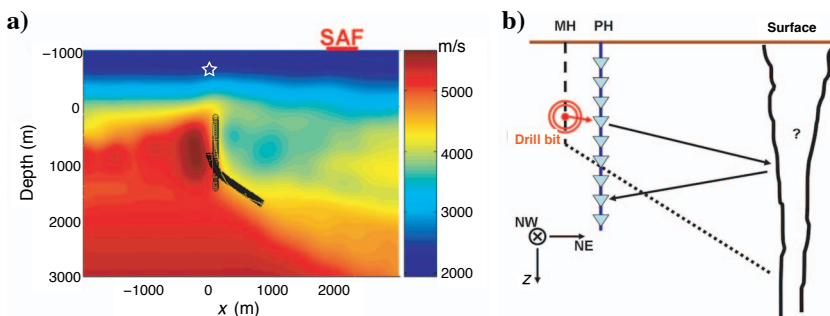 a)
SAF
m/s
−1000
0
1000
2000
3000
Depth (m)
−1000
0
1000
2000
x (m)
5000
4000
3000
2000
b)
MH
PH
Surface
Drill bit
?
NW
NE
z